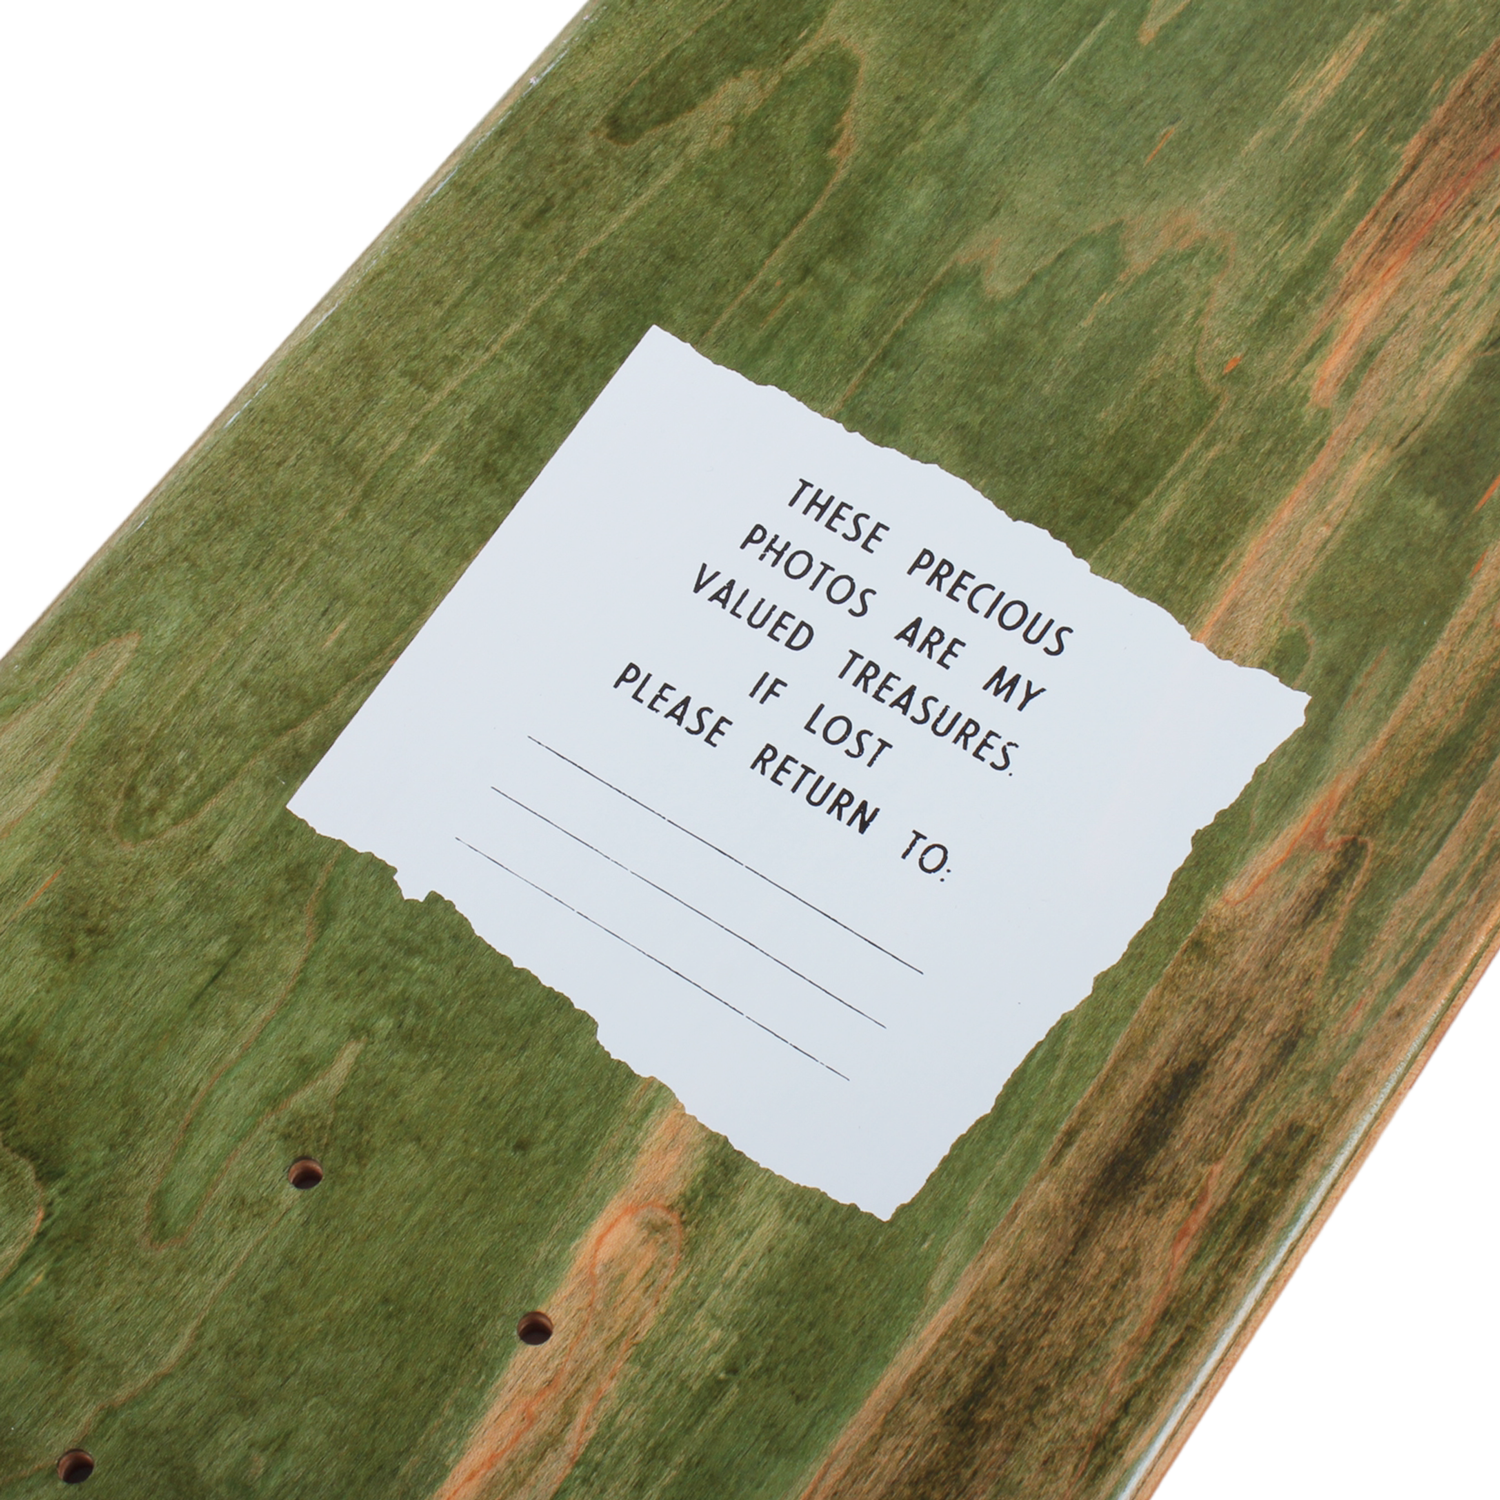 THESE PRECIOUS
PHOTOS ARE MY
VALUED TREASURES.
IF LOST
PLEASE RETURN TO: